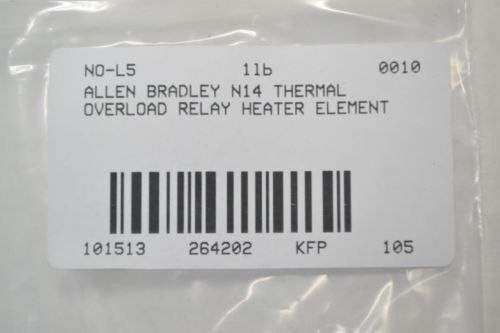 NO-L5 1lb 0010
ALLEN BRADLEY N14 THERMAL
OVERLOAD RELAY HEATER ELEMENT
101513 264202 KFP 105